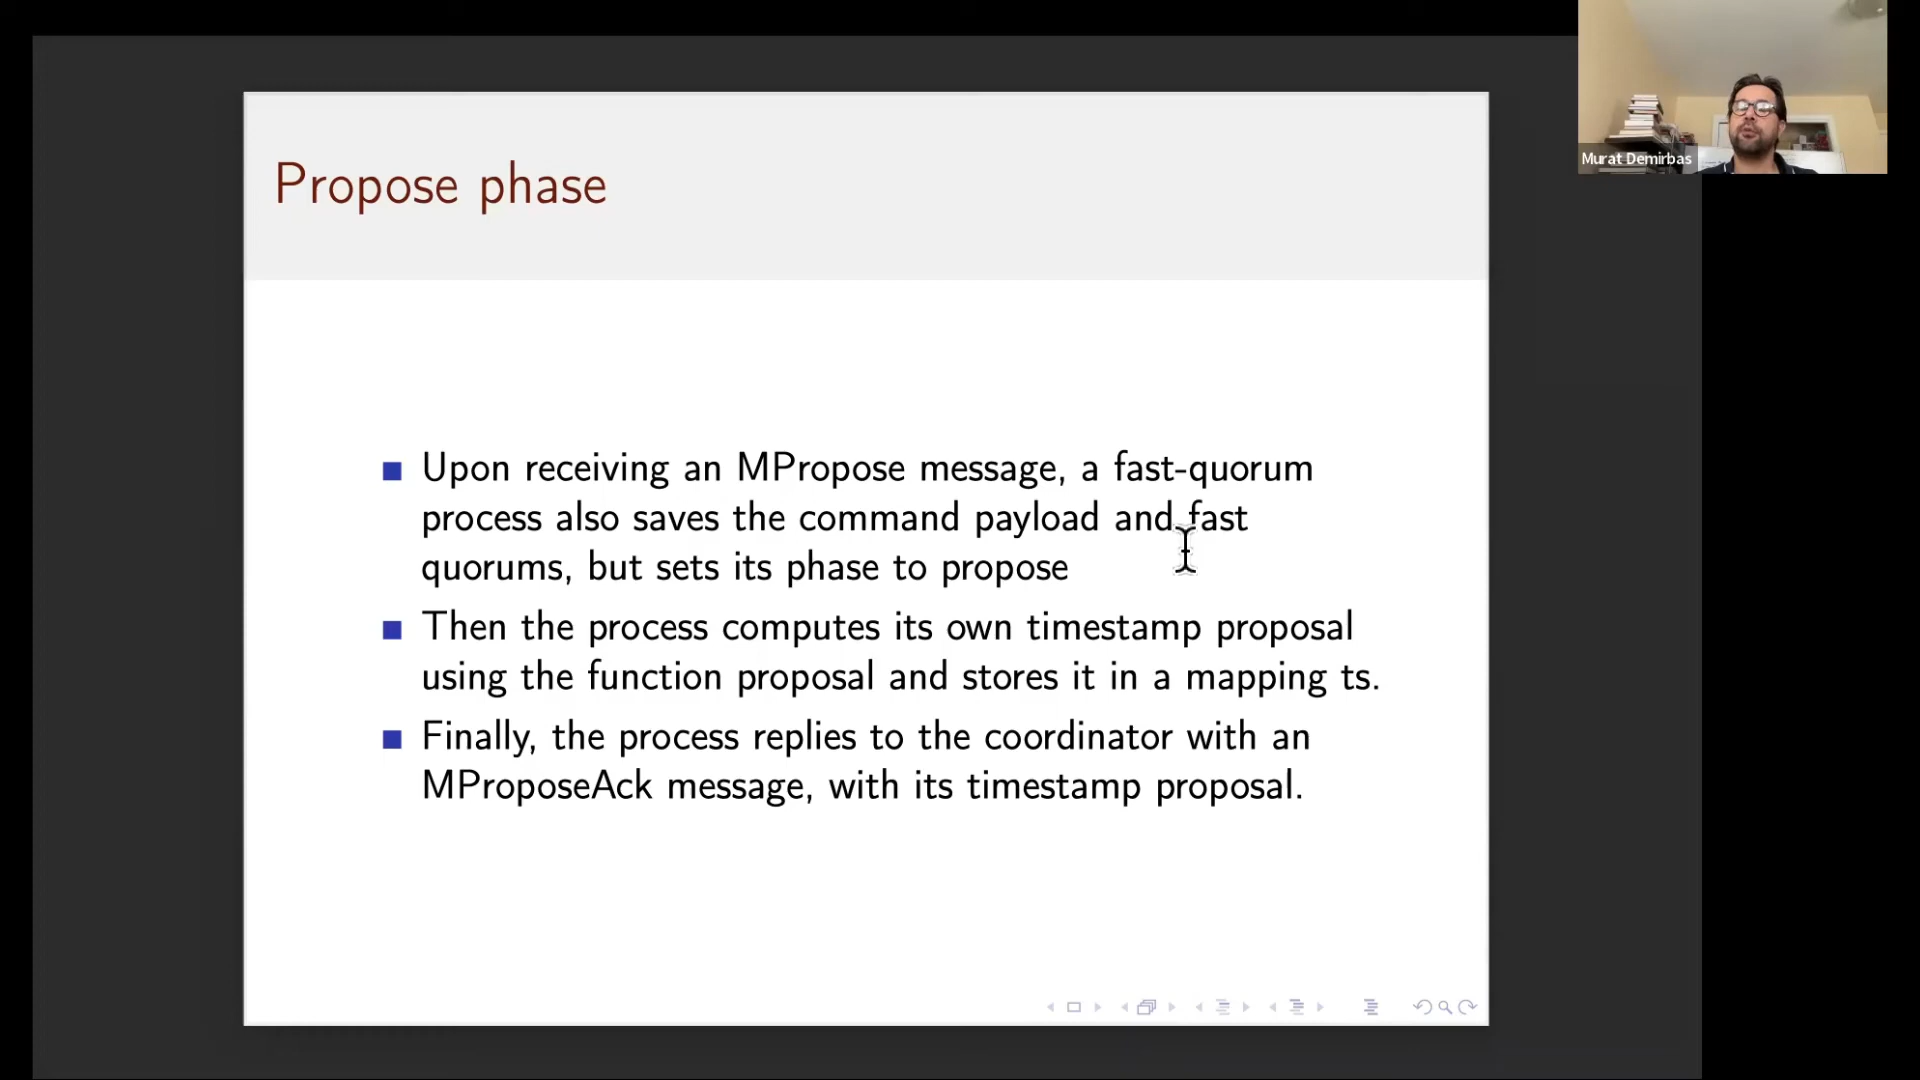 Propose phase
Murat Demirbas
Upon receiving an MPropose message, a fast-quorum
process also saves the command payload and fast
quorums, but sets its phase to propose
Then the process computes its own timestamp proposal
using the function proposal and stores it in a mapping ts.
Finally, the process replies to the coordinator with an
MProposeAck message, with its timestamp proposal.